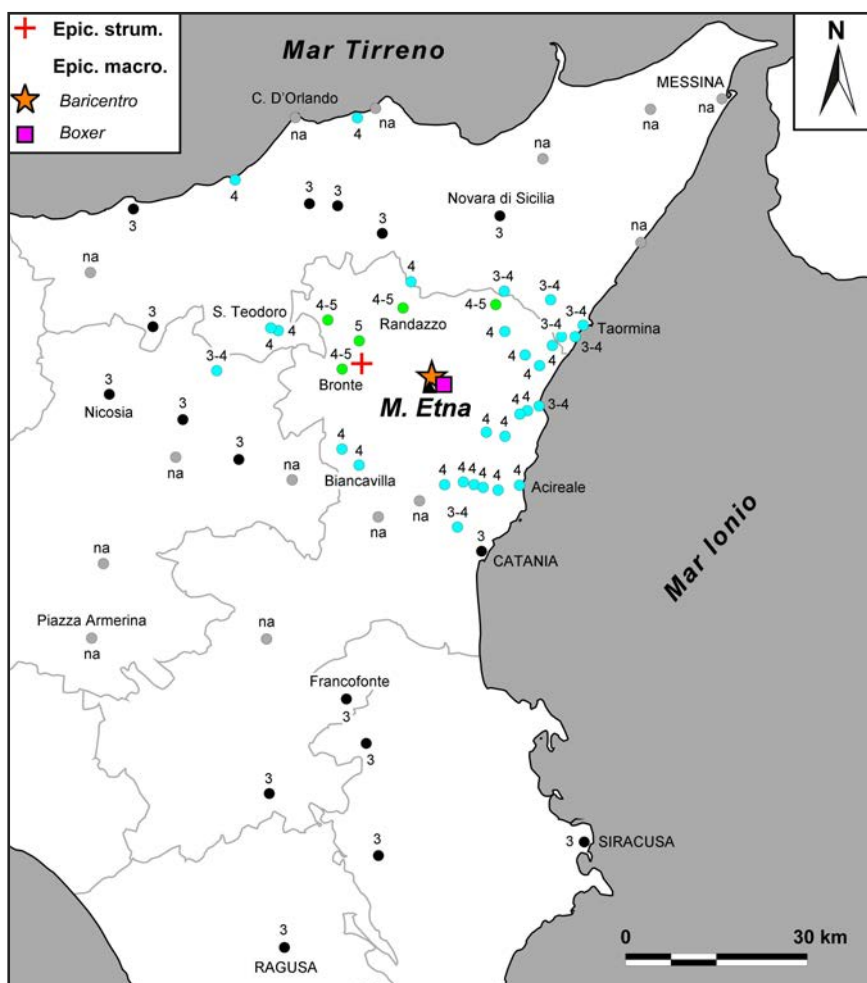 Epic. strum.
Epic. macro.
Baricentro
Boxer
N
Mar Tirreno
MESSINA
C. D'Orlando
na
na
4
na
na
na
4
3
3
3
3
Novara di Sicilia
3
na
na
4
3-4
3-4
S. Teodoro
4-5
4-5
Randazzo
4-5
3-4
Taormina
3
4
4
5
4
3-4
3-4
3-4
4-5
Bronte
4
4
4
M. Etna
Nicosia
3
3
na
3
na
4
4
Biancavilla
4
4
3-4
4
4
4
4
4
4
4
4
Acireale
na
na
3-4
3
CATANIA
Mar Ionio
na
Piazza Armerina
na
na
Francofonte
3
3
3
3
3
SIRACUSA
3
RAGUSA
0
30 km